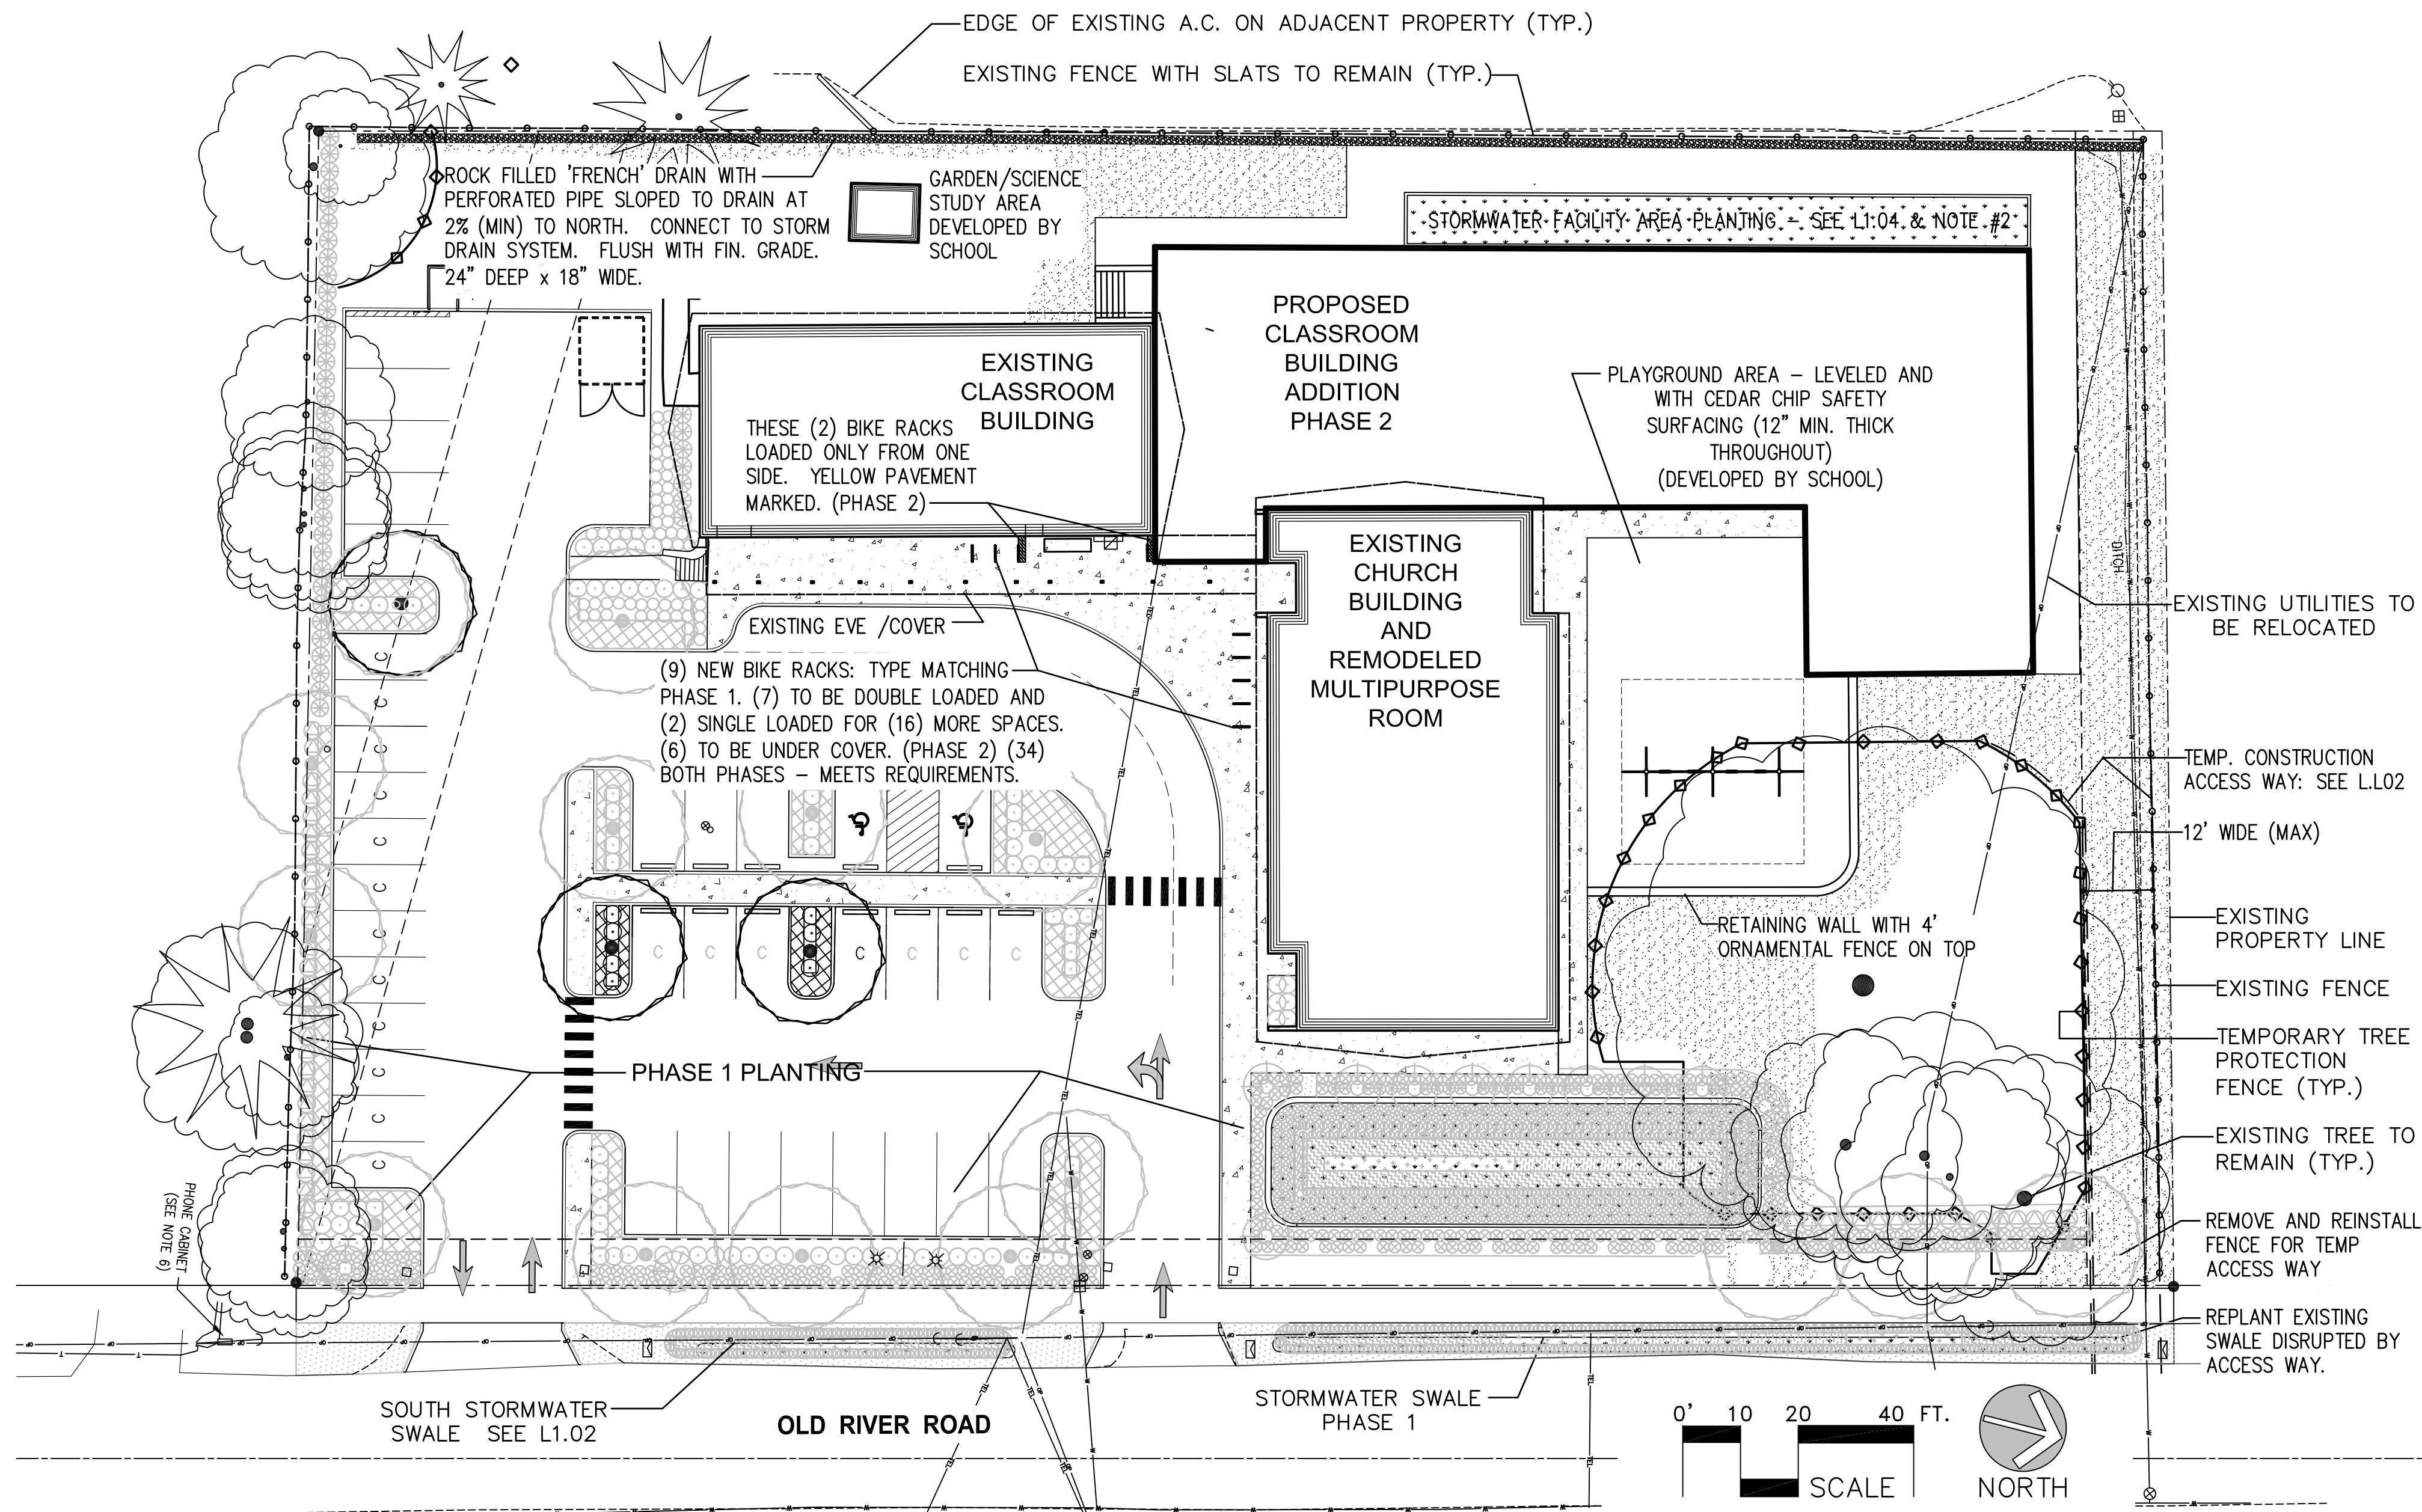 EDGE OF EXISTING A.C. ON ADJACENT PROPERTY (TYP.)
EXISTING FENCE WITH SLATS TO REMAIN (TYP.)
ROCK FILLED 'FRENCH' DRAIN WITH
PERFORATED PIPE SLOPED TO DRAIN AT
2% (MIN) TO NORTH. CONNECT TO STORM
DRAIN SYSTEM. FLUSH WITH FIN. GRADE.
24" DEEP x 18" WIDE.
GARDEN/SCIENCE
STUDY AREA
DEVELOPED BY
SCHOOL
STORMWATER FACILITY AREA PLANTING - SEE L1.04 & NOTE #2
PROPOSED
CLASSROOM
BUILDING
ADDITION
PHASE 2
EXISTING
CLASSROOM
BUILDING
THESE (2) BIKE RACKS
LOADED ONLY FROM ONE
SIDE. YELLOW PAVEMENT
MARKED. (PHASE 2)
PLAYGROUND AREA – LEVELED AND
WITH CEDAR CHIP SAFETY
SURFACING (12" MIN. THICK
THROUGHOUT)
(DEVELOPED BY SCHOOL)
EXISTING
CHURCH
BUILDING
AND
REMODELED
MULTIPURPOSE
ROOM
DITCH
EXISTING UTILITIES TO
BE RELOCATED
EXISTING EVE /COVER
(9) NEW BIKE RACKS: TYPE MATCHING
PHASE 1. (7) TO BE DOUBLE LOADED AND
(2) SINGLE LOADED FOR (16) MORE SPACES.
(6) TO BE UNDER COVER. (PHASE 2) (34)
BOTH PHASES – MEETS REQUIREMENTS.
TEMP. CONSTRUCTION
ACCESS WAY: SEE L.L02
12' WIDE (MAX)
RETAINING WALL WITH 4'
ORNAMENTAL FENCE ON TOP
EXISTING
PROPERTY LINE
EXISTING FENCE
TEMPORARY TREE
PROTECTION
FENCE (TYP.)
PHASE 1 PLANTING
EXISTING TREE TO
REMAIN (TYP.)
PHONE CABINET
(SEE NOTE 6)
REMOVE AND REINSTALL
FENCE FOR TEMP
ACCESS WAY
REPLANT EXISTING
SWALE DISRUPTED BY
ACCESS WAY.
SOUTH STORMWATER
SWALE SEE L1.02
OLD RIVER ROAD
STORMWATER SWALE
PHASE 1
0' 10 20 40 FT.
SCALE
NORTH